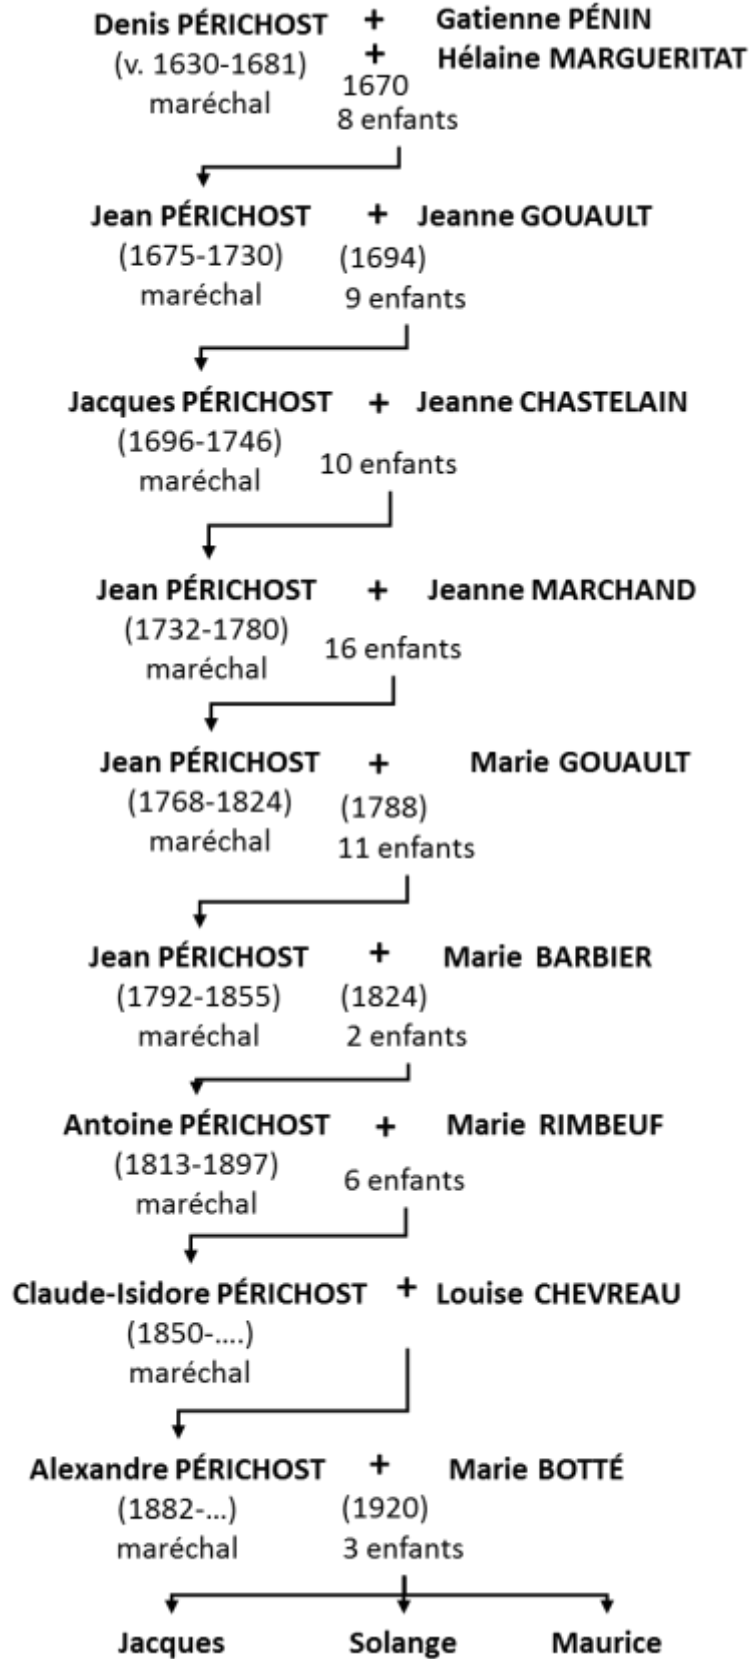 Denis PÉRICHOST + Gatienne PÉNIN
+ Hélaine MARGUERITAT
(v. 1630-1681)
1670
maréchal
8 enfants
Jean PÉRICHOST + Jeanne GOUAULT
(1675-1730) (1694)
maréchal 9 enfants
Jacques PÉRICHOST + Jeanne CHASTELAIN
(1696-1746)
10 enfants
maréchal
Jean PÉRICHOST + Jeanne MARCHAND
(1732-1780)
16 enfants
maréchal
Jean PÉRICHOST + Marie GOUAULT
(1768-1824) (1788)
maréchal 11 enfants
Jean PÉRICHOST + Marie BARBIER
(1792-1855) (1824)
maréchal 2 enfants
Antoine PÉRICHOST + Marie RIMBEUF
(1813-1897)
6 enfants
maréchal
Claude-Isidore PÉRICHOST + Louise CHEVREAU
(1850-....)
maréchal
Alexandre PÉRICHOST + Marie BOTTÉ
(1882-...) (1920)
maréchal 3 enfants
Jacques Solange Maurice